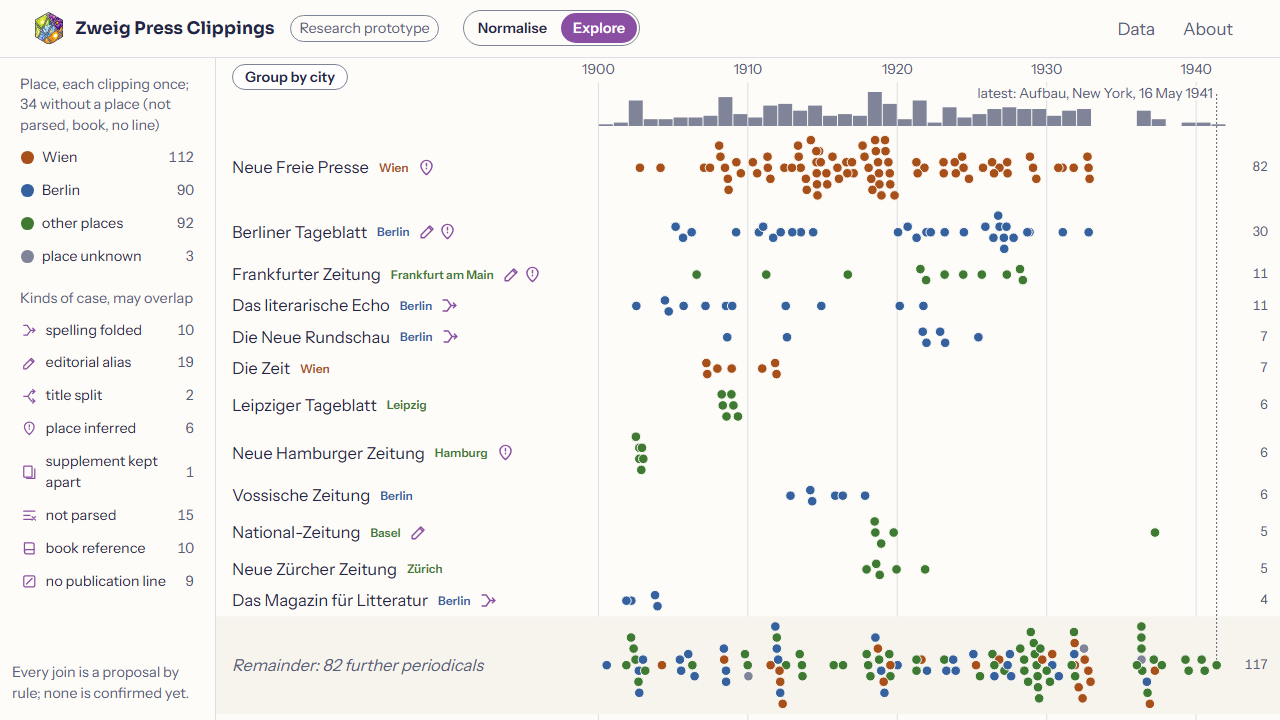 Zweig Press Clippings
Research prototype
Normalise
Explore
Data
About
Place, each clipping once;
34 without a place (not
parsed, book, no line)
Wien 112
Berlin 90
other places 92
place unknown 3
Kinds of case, may overlap
spelling folded 10
editorial alias 19
title split 2
place inferred 6
supplement kept
apart 1
not parsed 15
book reference 10
no publication line 9
Every join is a proposal by
rule; none is confirmed yet.
Group by city
1900 1910 1920 1930 1940
latest: Aufbau, New York, 16 May 1941
Neue Freie Presse Wien 82
Berliner Tageblatt Berlin 30
Frankfurter Zeitung Frankfurt am Main 11
Das literarische Echo Berlin 11
Die Neue Rundschau Berlin 7
Die Zeit Wien 7
Leipziger Tageblatt Leipzig 6
Neue Hamburger Zeitung Hamburg 6
Vossische Zeitung Berlin 6
National-Zeitung Basel 5
Neue Zürcher Zeitung Zürich 5
Das Magazin für Litteratur Berlin 4
Remainder: 82 further periodicals 117